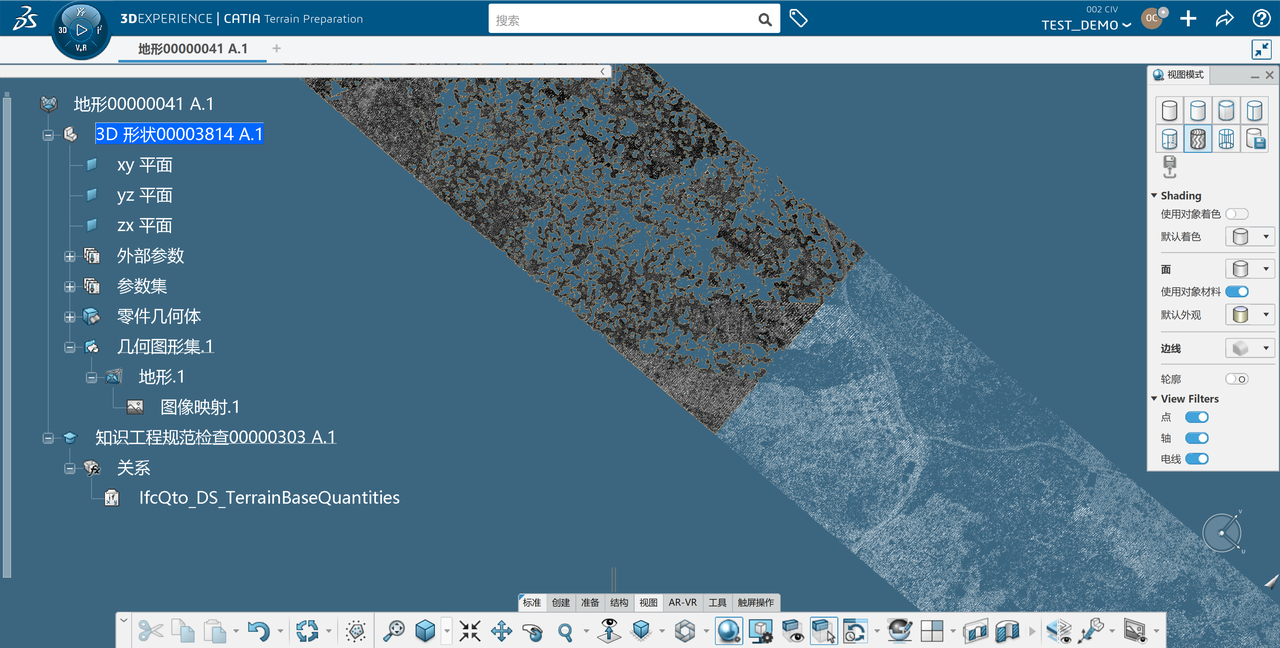 3DEXPERIENCE | CATIA Terrain Preparation
搜索
002 CIV
TEST_DEMO
OC
3D
V.R
地形00000041 A.1
视图模式
地形00000041 A.1
3D 形状00003814 A.1
xy 平面
yz 平面
zx 平面
外部参数
参数集
零件几何体
几何图形集.1
地形.1
图像映射.1
知识工程规范检查00000303 A.1
关系
IfcQto_DS_TerrainBaseQuantities
Shading
使用对象着色
默认着色
面
使用对象材料
默认外观
边线
轮廓
View Filters
点
轴
电线
标准 创建 准备 结构 视图 AR-VR 工具 触屏操作